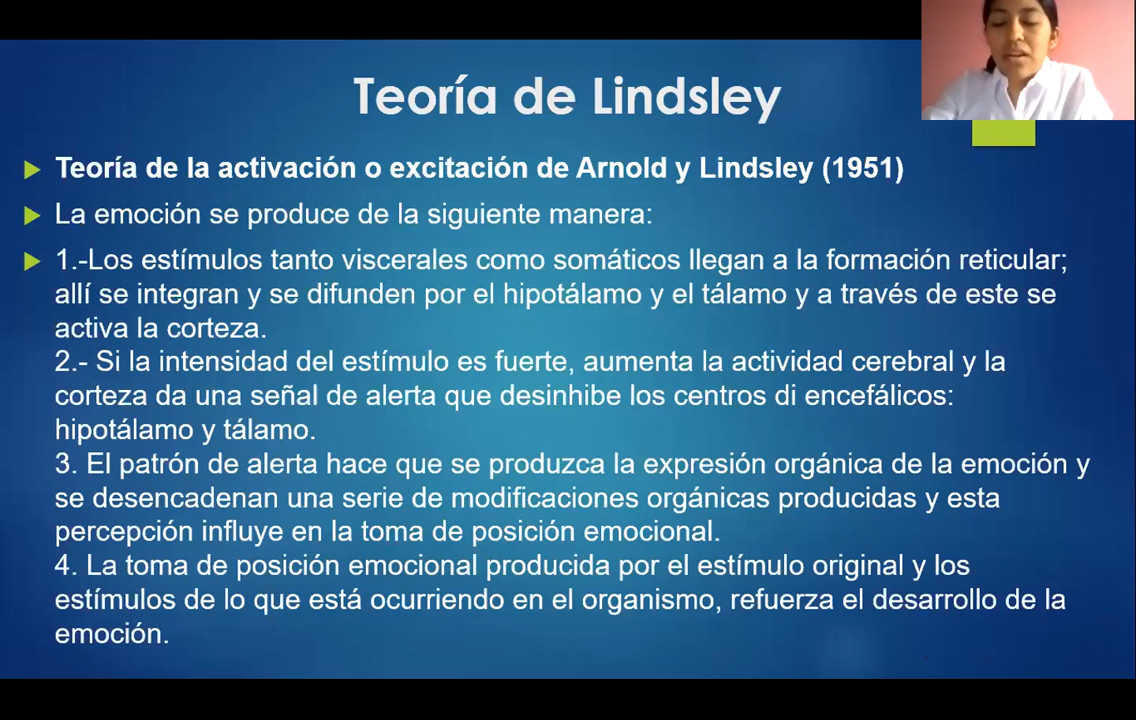 Teoría de Lindsley
Teoría de la activación o excitación de Arnold y Lindsley (1951)
La emoción se produce de la siguiente manera:
1.-Los estímulos tanto viscerales como somáticos llegan a la formación reticular;
allí se integran y se difunden por el hipotálamo y el tálamo y a través de este se
activa la corteza.
2.- Si la intensidad del estímulo es fuerte, aumenta la actividad cerebral y la
corteza da una señal de alerta que desinhibe los centros di encefálicos:
hipotálamo y tálamo.
3. El patrón de alerta hace que se produzca la expresión orgánica de la emoción y
se desencadenan una serie de modificaciones orgánicas producidas y esta
percepción influye en la toma de posición emocional.
4. La toma de posición emocional producida por el estímulo original y los
estímulos de lo que está ocurriendo en el organismo, refuerza el desarrollo de la
emoción.